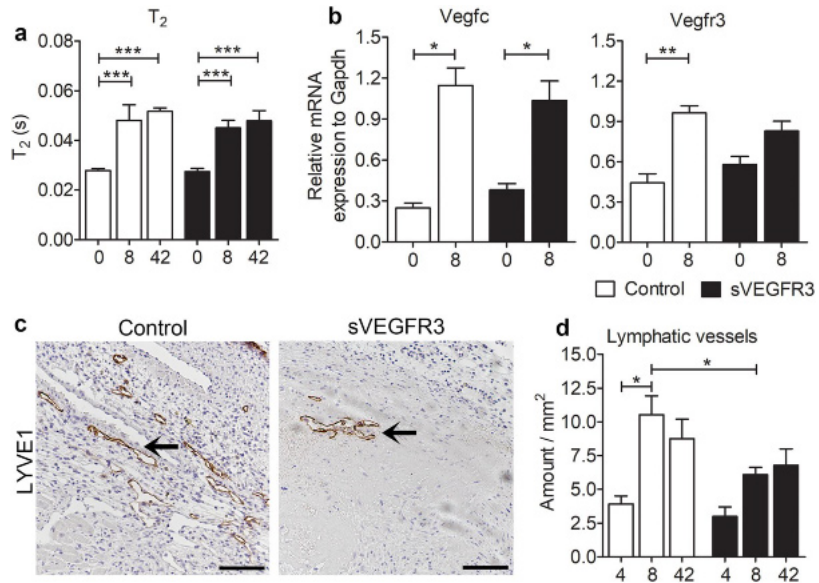 a
T2
***
***
***
***
T2 (s)
0.08
0.06
0.04
0.02
0.00
0 8 42 0 8 42
b
Vegfc
Relative mRNA
expression to Gapdh
1.5
1.2
0.9
0.6
0.3
0.0
*
*
0 8 0 8
Vegfr3
1.5
1.2
0.9
0.6
0.3
0.0
**
0 8 0 8
Control sVEGFR3
c
Control
sVEGFR3
LYVE1
d
Lymphatic vessels
Amount / mm2
15.0
12.5
10.0
7.5
5.0
2.5
0.0
*
*
4 8 42 4 8 42